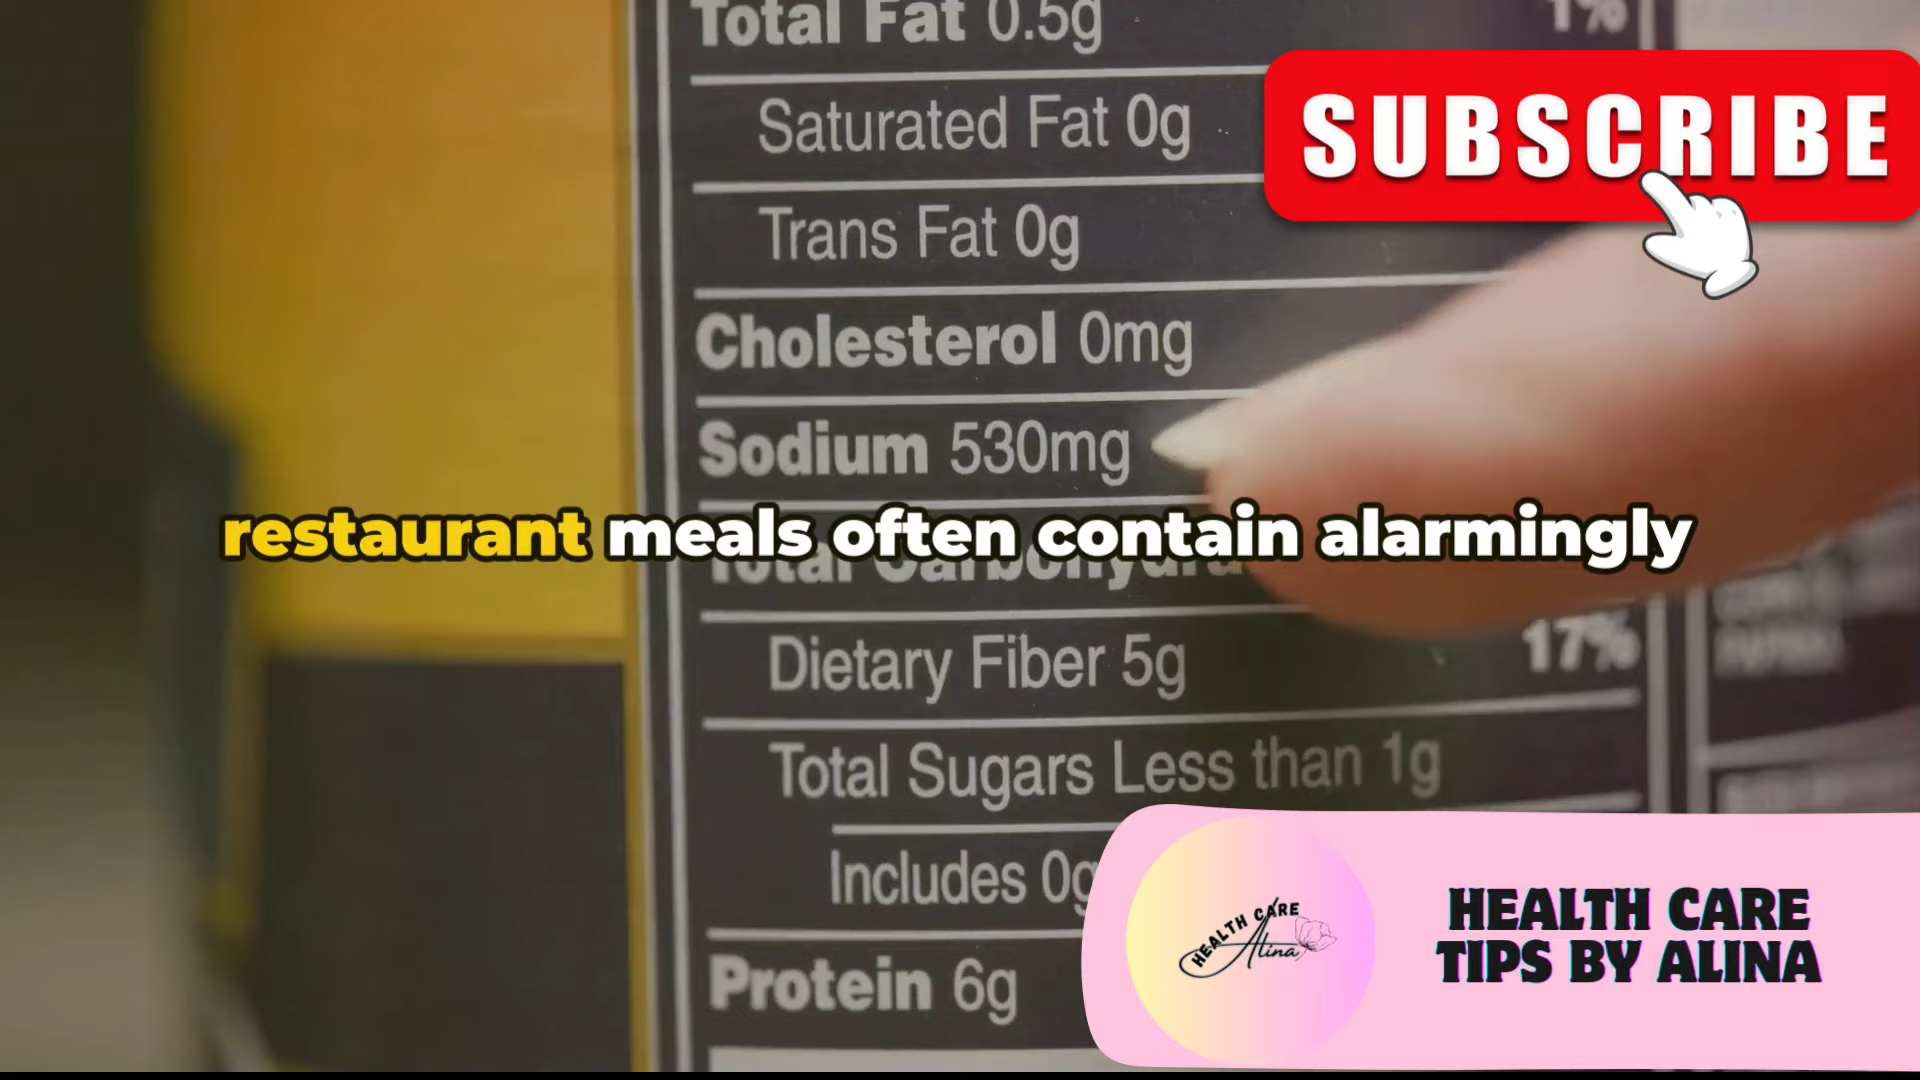 Total Fat 0.5g 1%
SUBSCRIBE
Saturated Fat 0g
Trans Fat 0g
Cholesterol 0mg
Sodium 530mg
restaurant meals often contain alarmingly
Total
Dietary Fiber 5g 17%
Total Sugars Less than 1g
Includes 0g
Protein 6g
HEALTH CARE
Alina
HEALTH CARE
TIPS BY ALINA